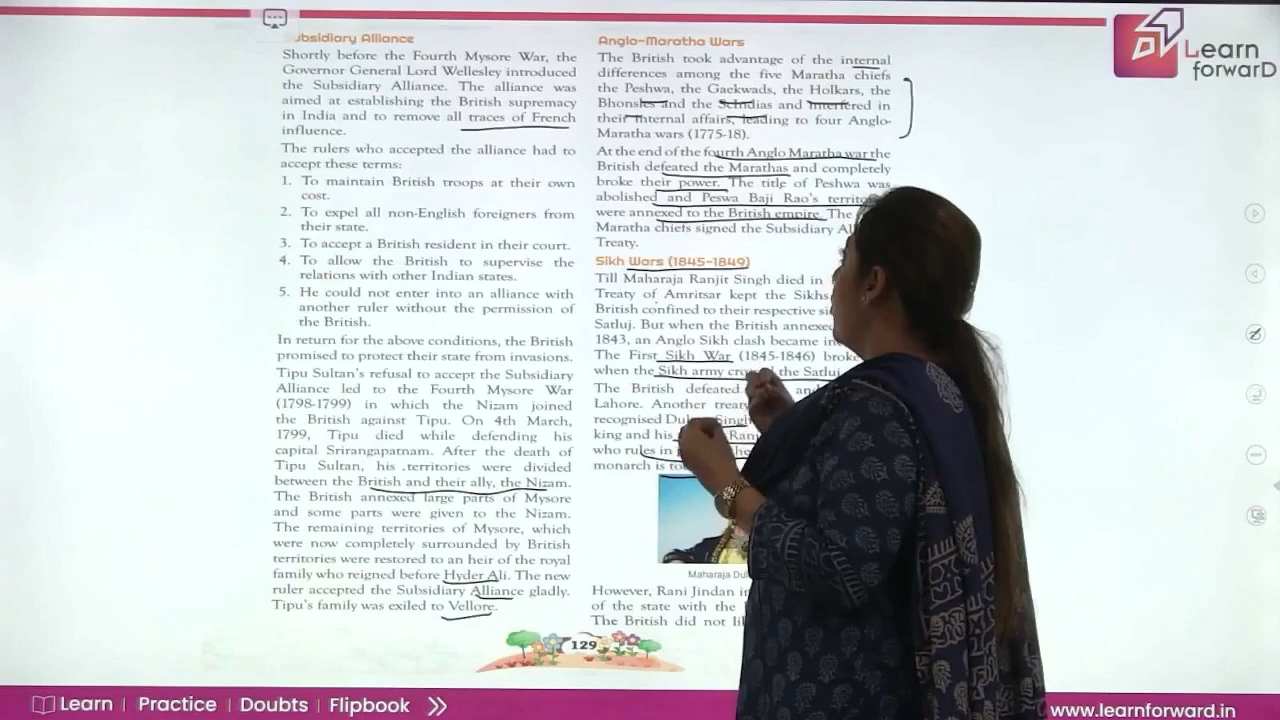 Subsidiary Alliance
Shortly before the Fourth Mysore War, the
Governor General Lord Wellesley introduced
the Subsidiary Alliance. The alliance was
aimed at establishing the British supremacy
in India and to remove all traces of French
influence.
The rulers who accepted the alliance had to
accept these terms:
1. To maintain British troops at their own
cost.
2. To expel all non-English foreigners from
their state.
3. To accept a British resident in their court.
4. To allow the British to supervise the
relations with other Indian states.
5. He could not enter into an alliance with
another ruler without the permission of
the British.
In return for the above conditions, the British
promised to protect their state from invasions.
Tipu Sultan's refusal to accept the Subsidiary
Alliance led to the Fourth Mysore War
(1798-1799) in which the Nizam joined
the British against Tipu. On 4th March,
1799, Tipu died while defending his
capital Srirangapatnam. After the death of
Tipu Sultan, his territories were divided
between the British and their ally, the Nizam.
The British annexed large parts of Mysore
and some parts were given to the Nizam.
The remaining territories of Mysore, which
were now completely surrounded by British
territories were restored to an heir of the royal
family who reigned before Hyder Ali. The new
ruler accepted the Subsidiary Alliance gladly.
Tipu's family was exiled to Vellore.
Anglo-Maratha Wars
The British took advantage of the internal
differences among the five Maratha chiefs
the Peshwa, the Gaekwads, the Holkars, the
Bhonsles and the Scindias and interfered in
their internal affairs, leading to four Anglo-
Maratha wars (1775-18).
At the end of the fourth Anglo Maratha war the
British defeated the Marathas and completely
broke their power. The title of Peshwa was
abolished and Peswa Baji Rao's
were annexed to the British empire. The
Maratha chiefs signed the Subsidiary
Treaty.
Sikh Wars (1845-1849)
Till Maharaja Ranjit Singh died in
Treaty of Amritsar kept the Sikhs
British confined to their respective
Satluj. But when the British annexed
1843, an Anglo Sikh clash became
The First Sikh War (1845-1846) broke
when the Sikh army the Satluj
The British defeated
Lahore. Another treaty
recognised Singh
king and his
who rules in
monarch is
Maharaja
However, Rani Jindan
of the state with the
The British did not
129
Learn
forwarD
Learn | Practice | Doubts | Flipbook
www.learnforward.in